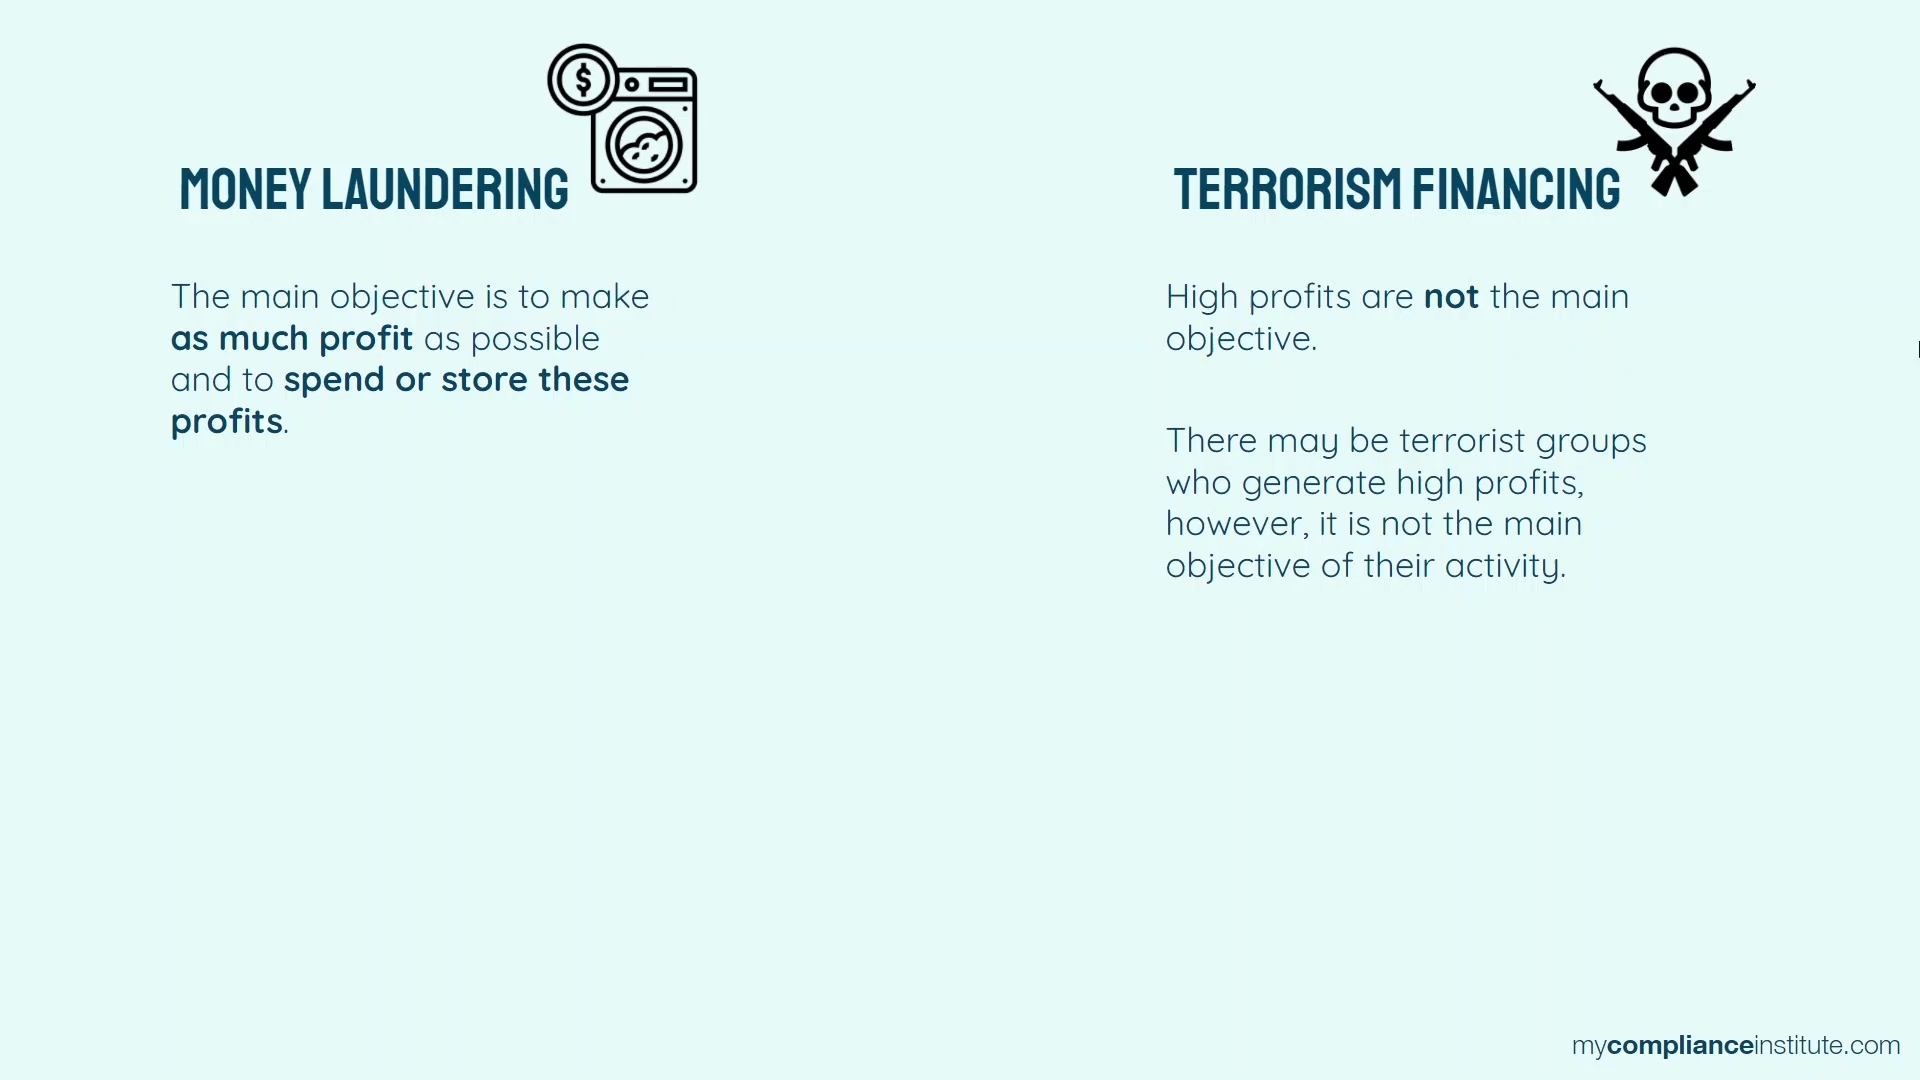 MONEY LAUNDERING
The main objective is to make
as much profit as possible
and to spend or store these
profits.
TERRORISM FINANCING
High profits are not the main
objective.
There may be terrorist groups
who generate high profits,
however, it is not the main
objective of their activity.
mycomplianceinstitute.com